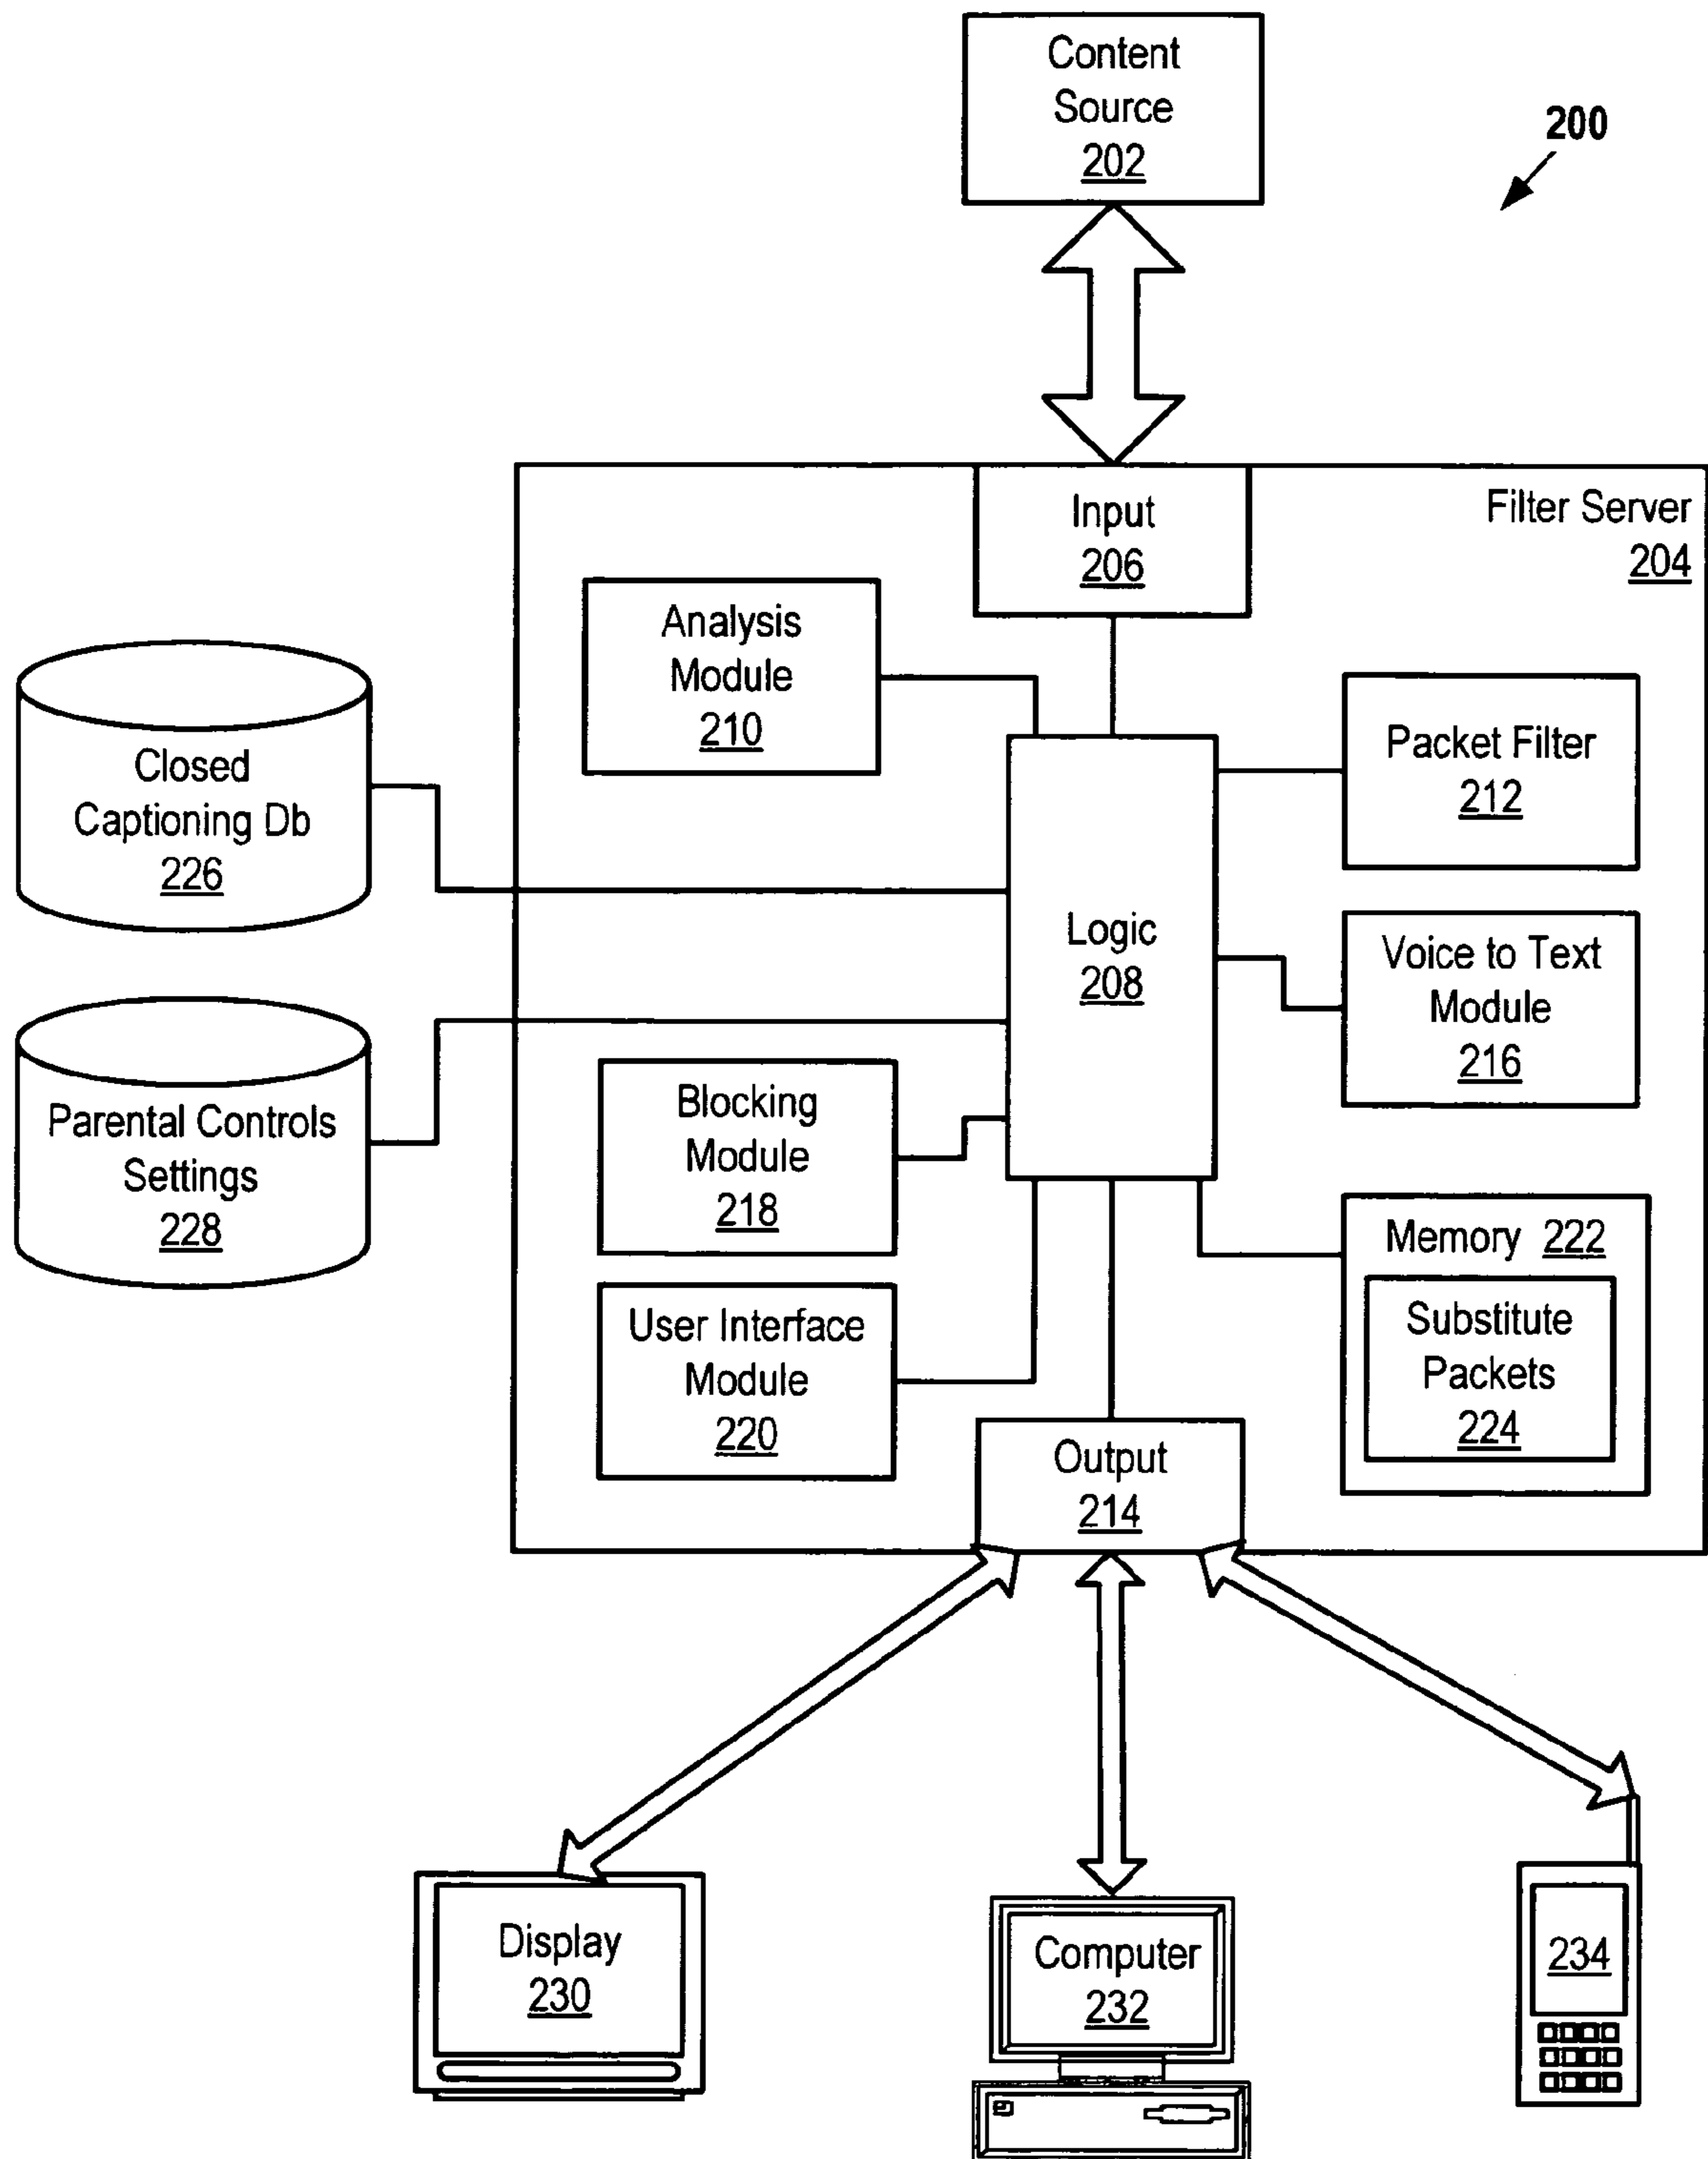 Content
Source
202
200
Input
206
Filter Server
204
Analysis
Module
210
Closed
Captioning Db
226
Packet Filter
212
Logic
208
Voice to Text
Module
216
Parental Controls
Settings
228
Blocking
Module
218
Memory 222
Substitute
Packets
224
User Interface
Module
220
Output
214
Display
230
Computer
232
234